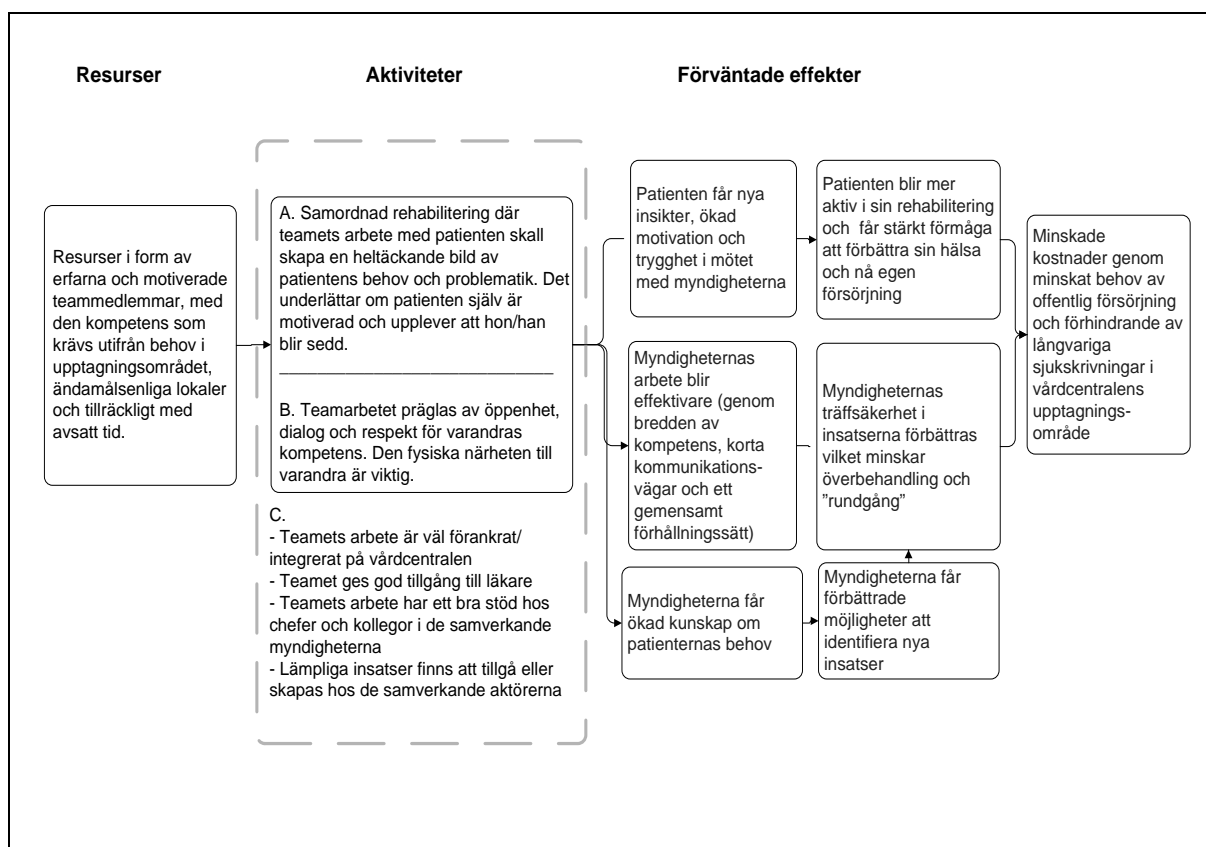 Resurser
Aktiviteter
Förväntade effekter
Resurser i form av
erfarna och motiverade
teammedlemmar, med
den kompetens som
krävs utifrån behov i
upptagningsområdet,
ändamålsenliga lokaler
och tillräckligt med
avsatt tid.
A. Samordnad rehabilitering där
teamets arbete med patienten skall
skapa en heltäckande bild av
patientens behov och problematik. Det
underlättar om patienten själv är
motiverad och upplever att hon/han
blir sedd.
B. Teamarbetet präglas av öppenhet,
dialog och respekt för varandras
kompetens. Den fysiska närheten till
varandra är viktig.
C.
- Teamets arbete är väl förankrat/
integrerat på vårdcentralen
- Teamet ges god tillgång till läkare
- Teamets arbete har ett bra stöd hos
chefer och kollegor i de samverkande
myndigheterna
- Lämpliga insatser finns att tillgå eller
skapas hos de samverkande aktörerna
Patienten får nya
insikter, ökad
motivation och
trygghet i mötet
med myndigheterna
Patienten blir mer
aktiv i sin rehabilitering
och får stärkt förmåga
att förbättra sin hälsa
och nå egen
försörjning
Myndigheternas
arbete blir
effektivare (genom
bredden av
kompetens, korta
kommunikations-
vägar och ett
gemensamt
förhållningssätt)
Myndigheternas
träffsäkerhet i
insatserna förbättras
vilket minskar
överbehandling och
”rundgång”
Myndigheterna får
ökad kunskap om
patienternas behov
Myndigheterna får
förbättrade
möjligheter att
identifiera nya
insatser
Minskade
kostnader genom
minskat behov av
offentlig försörjning
och förhindrande av
långvariga
sjukskrivningar i
vårdcentralens
upptagnings-
område